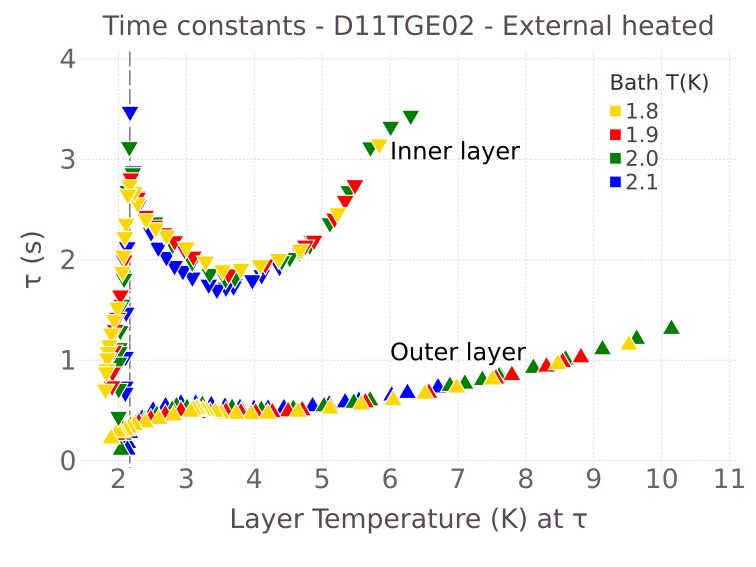 Time constants - D11TGE02 - External heated
4
3
2
1
0
τ (s)
Bath T(K)
1.8
1.9
2.0
2.1
Inner layer
Outer layer
2 3 4 5 6 7 8 9 10 11
Layer Temperature (K) at τ